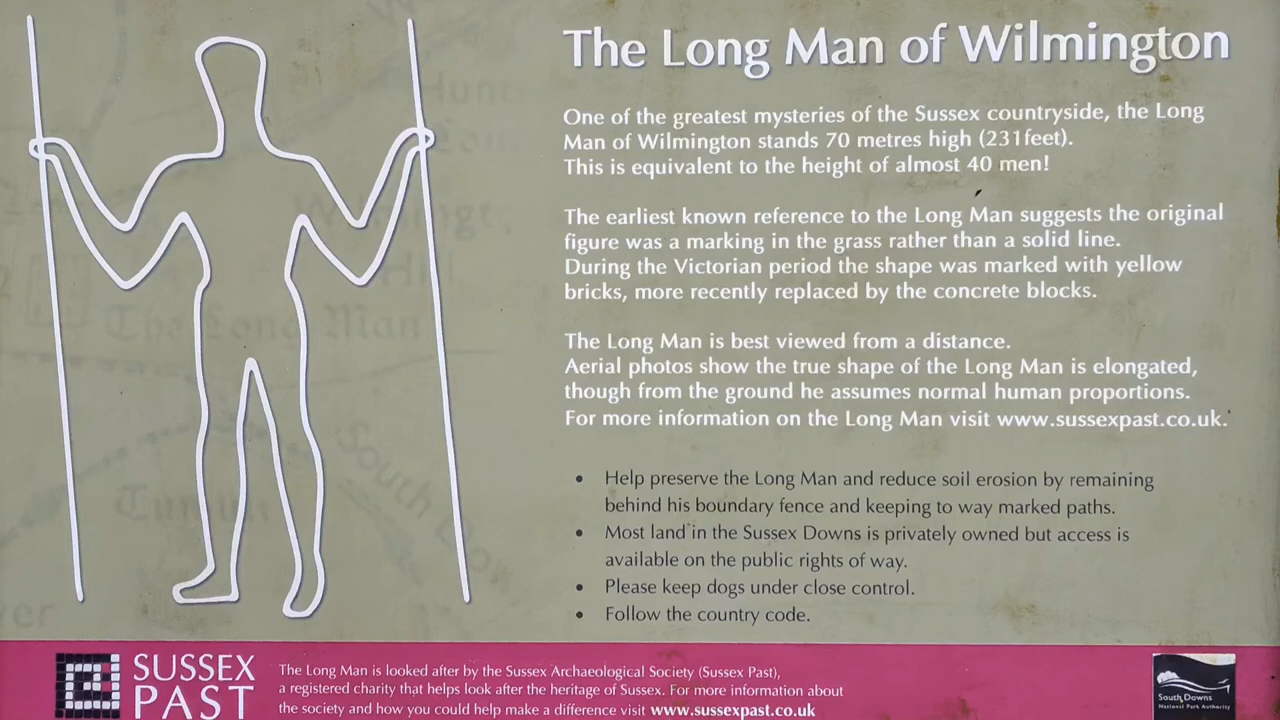 The Long Man of Wilmington
One of the greatest mysteries of the Sussex countryside, the Long
Man of Wilmington stands 70 metres high (231feet).
This is equivalent to the height of almost 40 men!
The earliest known reference to the Long Man suggests the original
figure was a marking in the grass rather than a solid line.
During the Victorian period the shape was marked with yellow
bricks, more recently replaced by the concrete blocks.
The Long Man is best viewed from a distance.
Aerial photos show the true shape of the Long Man is elongated,
though from the ground he assumes normal human proportions.
For more information on the Long Man visit www.sussexpast.co.uk.
• Help preserve the Long Man and reduce soil erosion by remaining
behind his boundary fence and keeping to way marked paths.
• Most land in the Sussex Downs is privately owned but access is
available on the public rights of way.
• Please keep dogs under close control.
• Follow the country code.
The Long Man
South Dow
SUSSEX
PAST
The Long Man is looked after by the Sussex Archaeological Society (Sussex Past),
a registered charity that helps look after the heritage of Sussex. For more information about
the society and how you could help make a difference visit www.sussexpast.co.uk
South Downs
National Park Authority